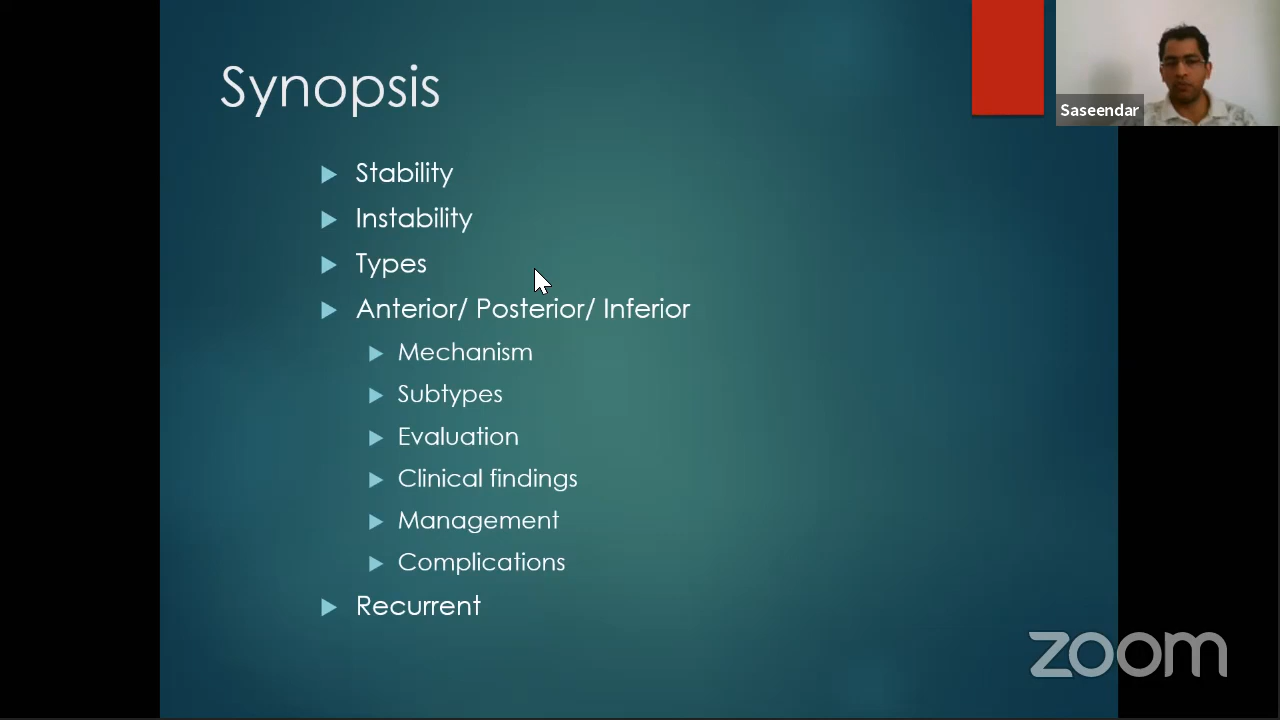 Synopsis
Saseendar
Stability
Instability
Types
Anterior/ Posterior/ Inferior
Mechanism
Subtypes
Evaluation
Clinical findings
Management
Complications
Recurrent
zoom